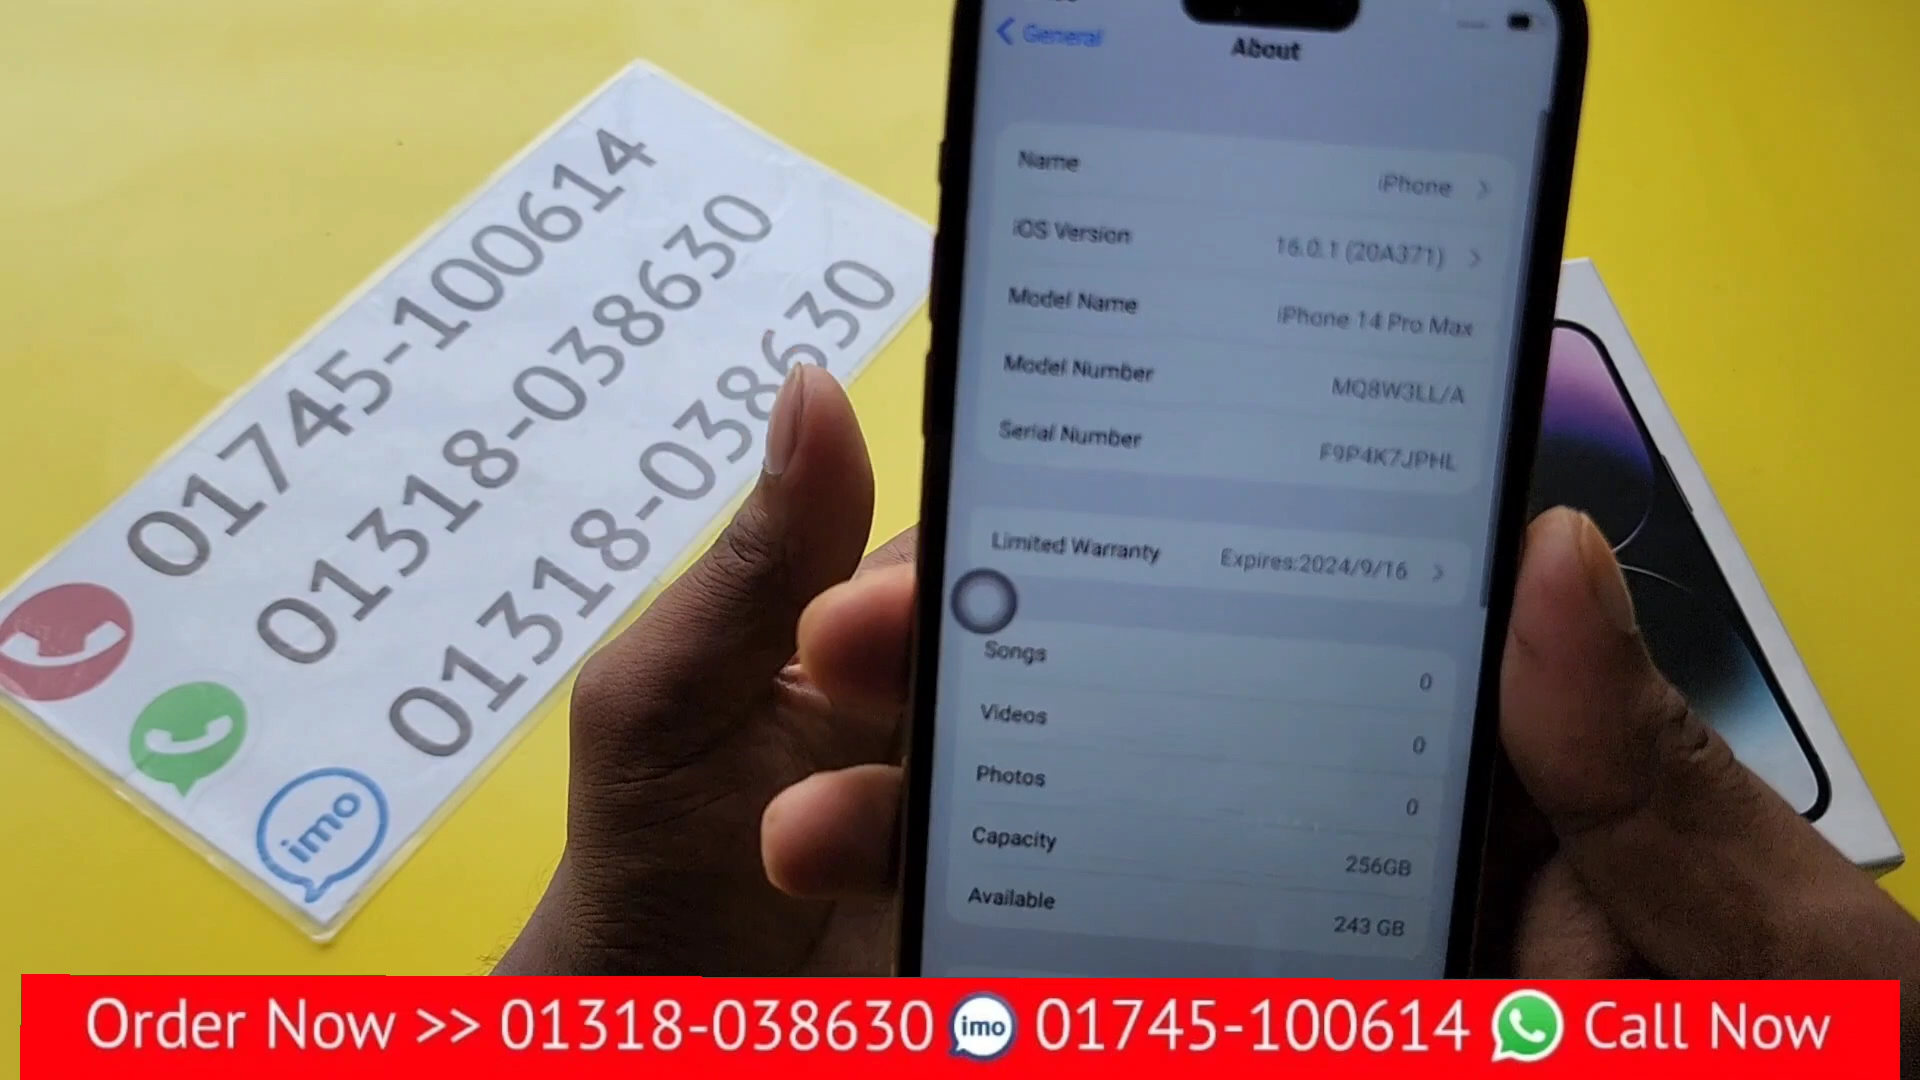 01745-100614
01318-038630
01318-038630
imo
General
About
Name
iPhone
iOS Version
16.0.1 (20A371)
Model Name
iPhone 14 Pro Max
Model Number
MQ8W3LL/A
Serial Number
F9P4K7JPHL
Limited Warranty
Expires:2024/9/16
Songs
0
Videos
0
Photos
0
Capacity
256GB
Available
243 GB
Order Now >> 01318-038630 imo 01745-100614 Call Now